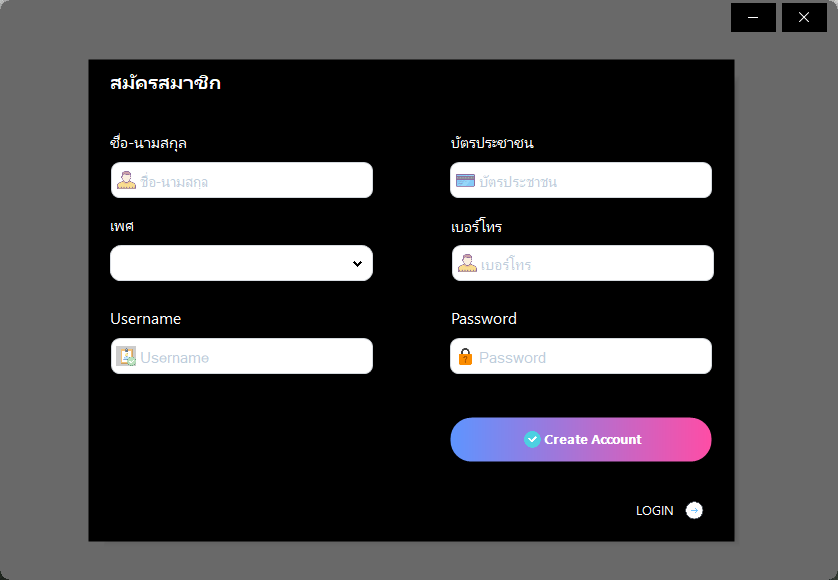 สมัครสมาชิก
ชื่อ-นามสกุล
บัตรประชาชน
ชื่อ-นามสกุล
บัตรประชาชน
เพศ
เบอร์โทร
เบอร์โทร
Username
Password
Username
Password
Create Account
LOGIN